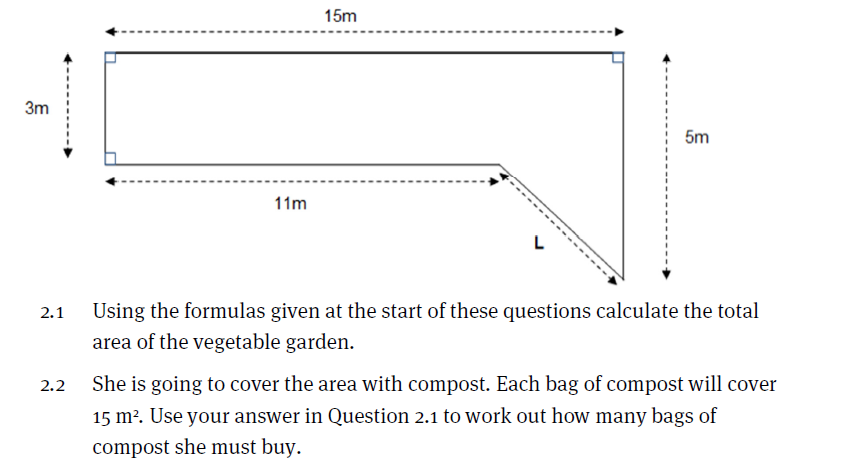 15m
3m
5m
11m
L
2.1 Using the formulas given at the start of these questions calculate the total
area of the vegetable garden.
2.2 She is going to cover the area with compost. Each bag of compost will cover
15 m². Use your answer in Question 2.1 to work out how many bags of
compost she must buy.